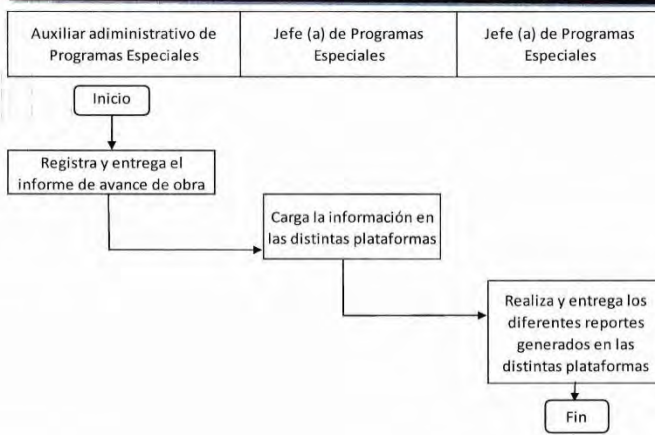 Auxiliar adiministrativo de
Programas Especiales
Jefe (a) de Programas
Especiales
Jefe (a) de Programas
Especiales
Inicio
Registra y entrega el
informe de avance de obra
Carga la información en
las distintas plataformas
Realiza y entrega los
diferentes reportes
generados en las
distintas plataformas
Fin